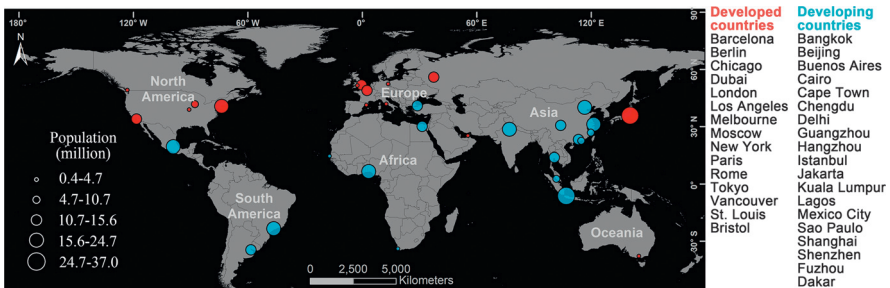 180°
120° W
60° W
0°
60° E
120° E
90°
N
North
America
Europe
Asia
Africa
South
America
Oceania
60°N
30°N
0°
30°S
Population
(million)
0.4-4.7
4.7-10.7
10.7-15.6
15.6-24.7
24.7-37.0
0 2,500 5,000
Kilometers
Developed
countries
Barcelona
Berlin
Chicago
Dubai
London
Los Angeles
Melbourne
Moscow
New York
Paris
Rome
Tokyo
Vancouver
St. Louis
Bristol
Developing
countries
Bangkok
Beijing
Buenos Aires
Cairo
Cape Town
Chengdu
Delhi
Guangzhou
Hangzhou
Istanbul
Jakarta
Kuala Lumpur
Lagos
Mexico City
Sao Paulo
Shanghai
Shenzhen
Fuzhou
Dakar